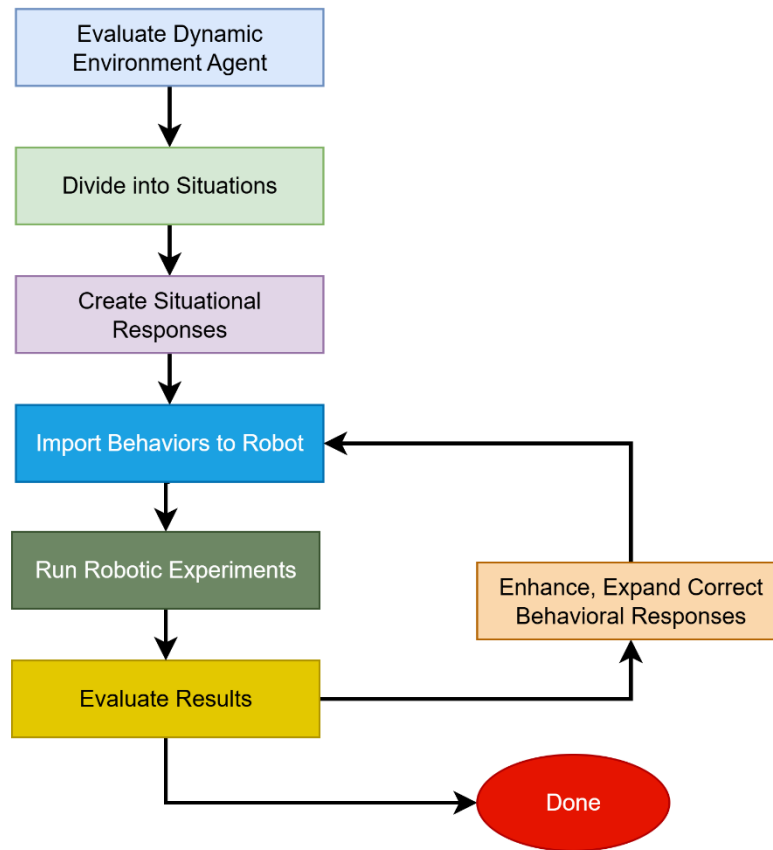 Evaluate Dynamic
Environment Agent
Divide into Situations
Create Situational
Responses
Import Behaviors to Robot
Run Robotic Experiments
Enhance, Expand Correct
Behavioral Responses
Evaluate Results
Done